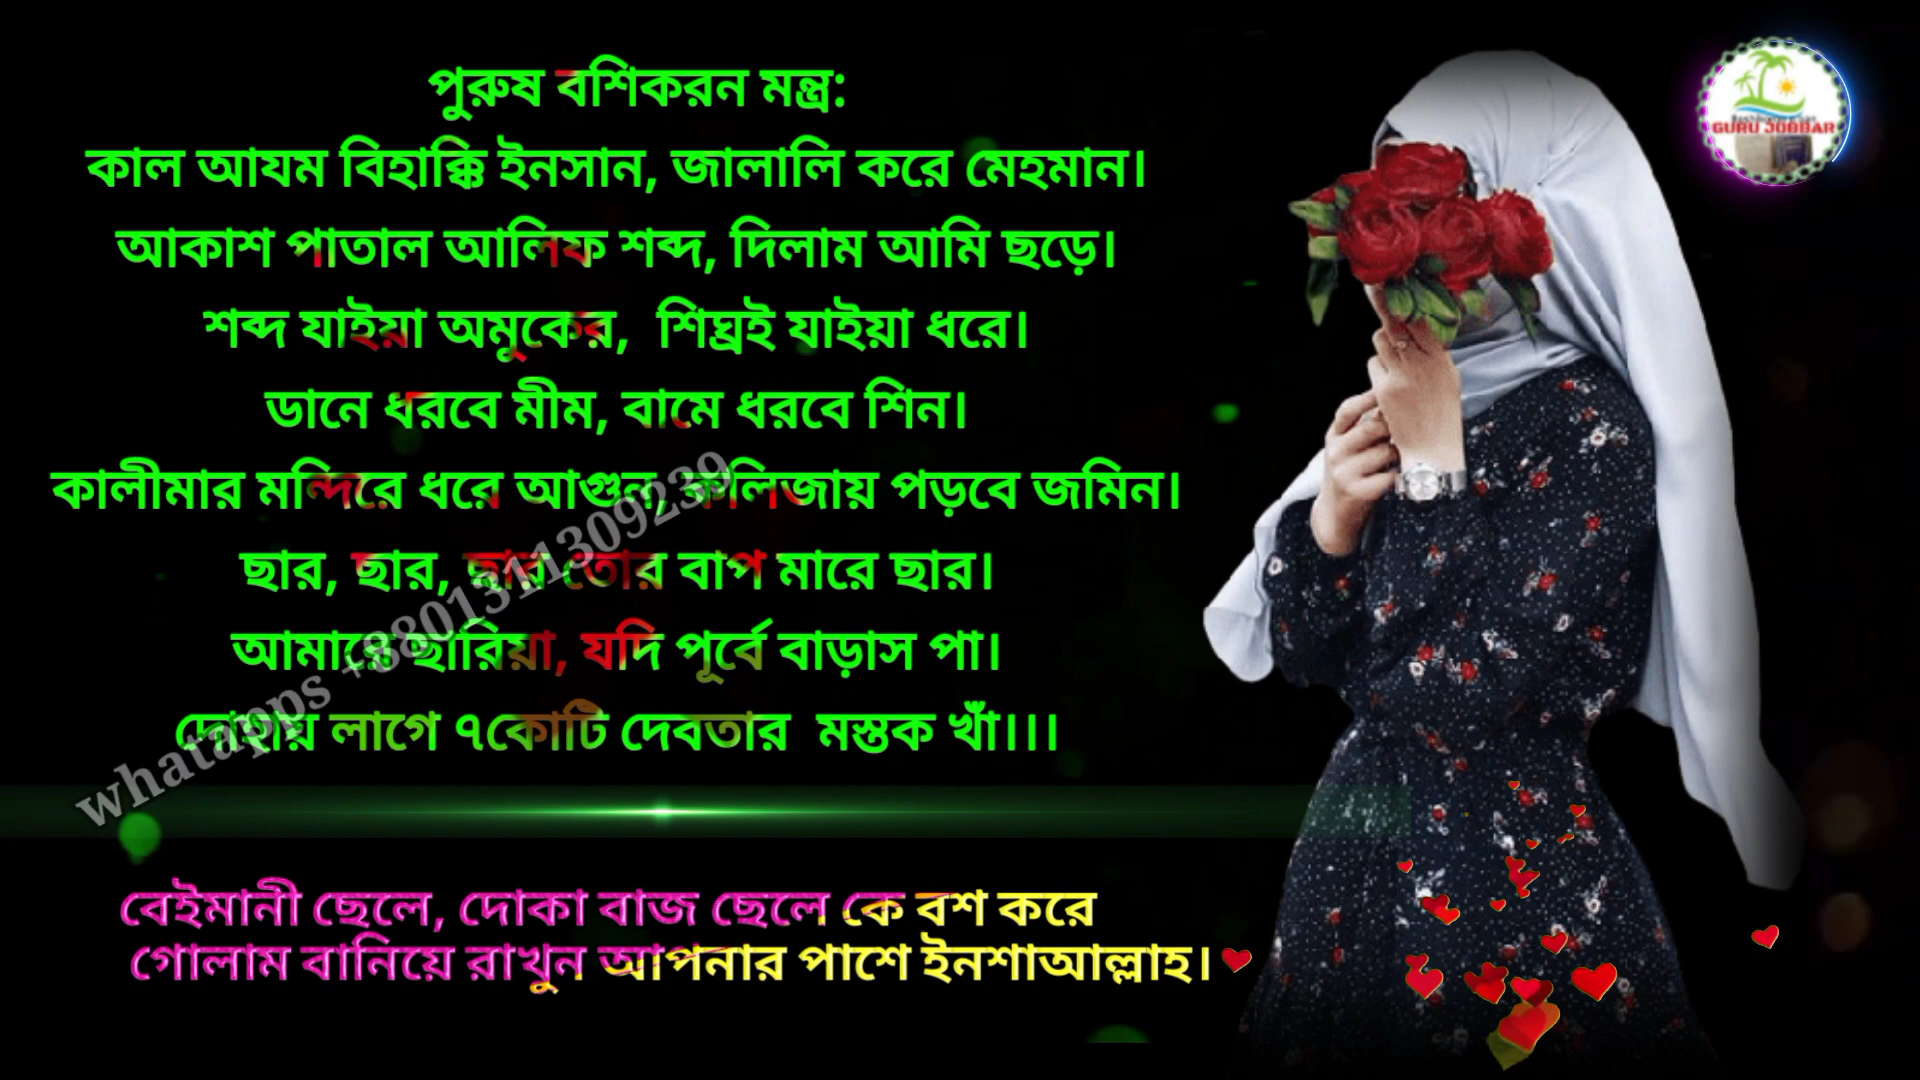 পুরুষ বশিকরন মন্ত্র:
কাল আযম বিহাক্কি ইনসান, জালালি করে মেহমান।
আকাশ পাতাল আলিফ শব্দ, দিলাম আমি ছড়ে।
শব্দ যাইয়া অমুকের, শিঘ্রই যাইয়া ধরে।
ডানে ধরবে মীম, বামে ধরবে শিন।
কালীমার মন্দিরে ধরে আগুন, কলিজায় পড়বে জমিন।
ছার, ছার, ছার তোর বাপ মারে ছার।
আমারে ছারিয়া, যদি পূর্বে বাড়াস পা।
দোহায় লাগে ৭কোটি দেবতার মস্তক খাঁ।।।
whatapps +8801311309239
বেইমানী ছেলে, দোকা বাজ ছেলে কে বশ করে
গোলাম বানিয়ে রাখুন আপনার পাশে ইনশাআল্লাহ।
GURU JOBBAR